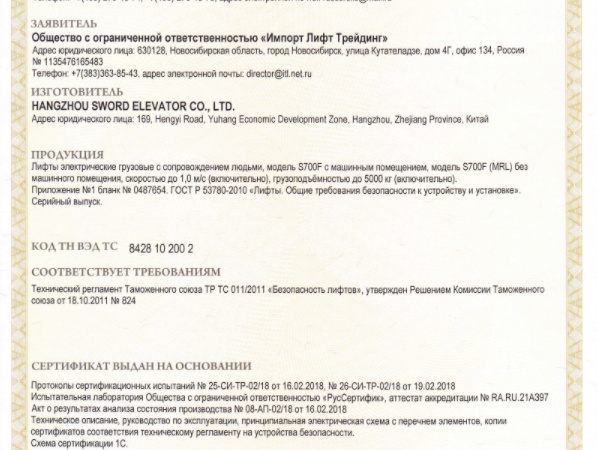 ЗАЯВИТЕЛЬ
Общество с ограниченной ответственностью «Импорт Лифт Трейдинг»
Адрес юридического лица: 630128, Новосибирская область, город Новосибирск, улица Кутателадзе, дом 4Г, офис 134, Россия
№ 1135476165483
Телефон: +7(383)363-85-43, адрес электронной почты: director@itl.net.ru
ИЗГОТОВИТЕЛЬ
HANGZHOU SWORD ELEVATOR CO., LTD.
Адрес юридического лица: 169, Hengyi Road, Yuhang Economic Development Zone, Hangzhou, Zhejiang Province, Китай
ПРОДУКЦИЯ
Лифты электрические грузовые с сопровождением людьми, модель S700F с машинным помещением, модель S700F (MRL) без
машинного помещения, скоростью до 1,0 м/с (включительно), грузоподъёмностью до 5000 кг (включительно).
Приложение №1 бланк № 0487654. ГОСТ Р 53780-2010 «Лифты. Общие требования безопасности к устройству и установке».
Серийный выпуск.
КОД ТН ВЭД ТС 8428 10 200 2
СООТВЕТСТВУЕТ ТРЕБОВАНИЯМ
Технический регламент Таможенного союза ТР ТС 011/2011 «Безопасность лифтов», утвержден Решением Комиссии Таможенного
союза от 18.10.2011 № 824
СЕРТИФИКАТ ВЫДАН НА ОСНОВАНИИ
Протоколы сертификационных испытаний № 25-СИ-ТР-02/18 от 16.02.2018, № 26-СИ-ТР-02/18 от 19.02.2018
Испытательная лаборатория Общества с ограниченной ответственностью «РусСертифик», аттестат аккредитации № RA.RU.21АЗ97
Акт о результатах анализа состояния производства № 08-АП-02/18 от 16.02.2018
Техническое описание, руководство по эксплуатации, принципиальная электрическая схема с перечнем элементов, копии
сертификатов соответствия техническому регламенту на устройства безопасности.
Схема сертификации 1С.